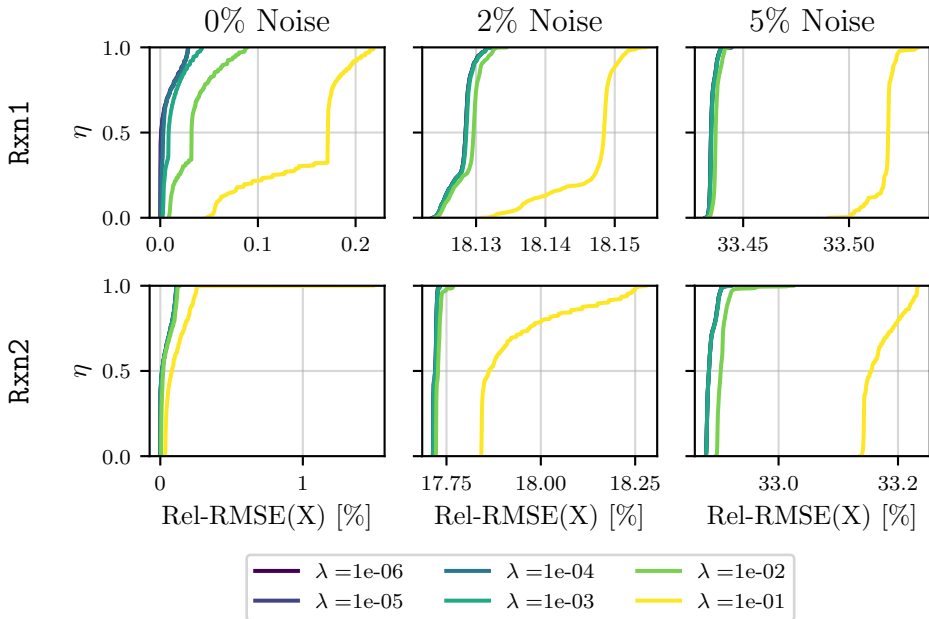 0% Noise 2% Noise 5% Noise
Rxn1
η
1.0
0.5
0.0
0.0 0.1 0.2
18.13 18.14 18.15
33.45 33.50
Rxn2
η
1.0
0.5
0.0
0 1
17.75 18.00 18.25
33.0 33.2
Rel-RMSE(X) [%] Rel-RMSE(X) [%] Rel-RMSE(X) [%]
λ =1e-06 λ =1e-04 λ =1e-02
λ =1e-05 λ =1e-03 λ =1e-01